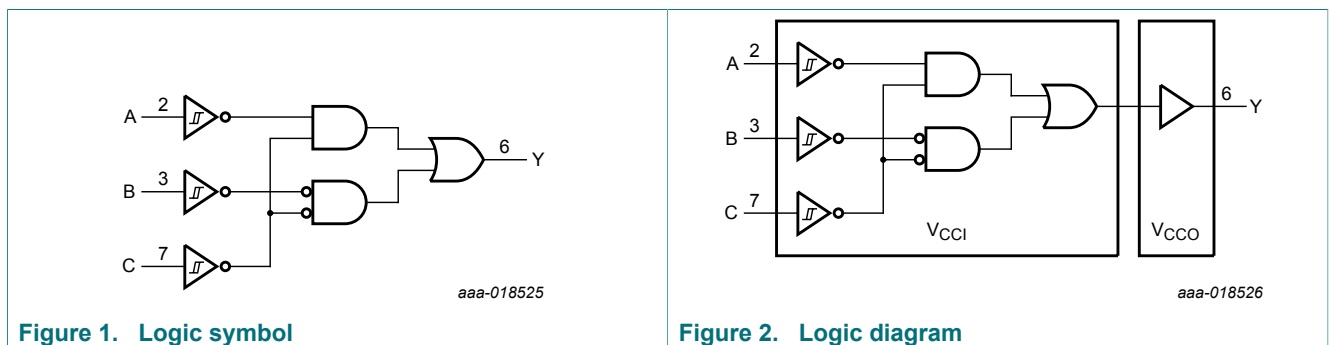 A 2
B 3
C 7
6 Y
aaa-018525
Figure 1. Logic symbol
A 2
B 3
C 7
VCCI
VCCO
6 Y
aaa-018526
Figure 2. Logic diagram